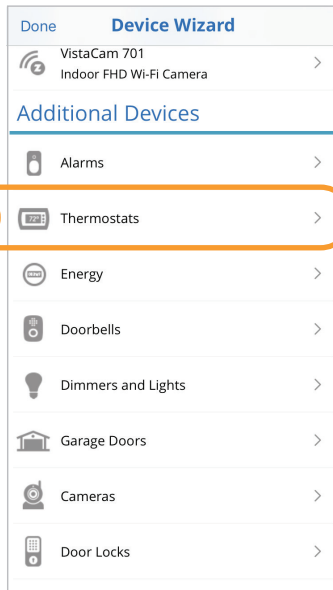 Done Device Wizard
VistaCam 701
Indoor FHD Wi-Fi Camera
Additional Devices
Alarms
72° Thermostats
Energy
Doorbells
Dimmers and Lights
Garage Doors
Cameras
Door Locks